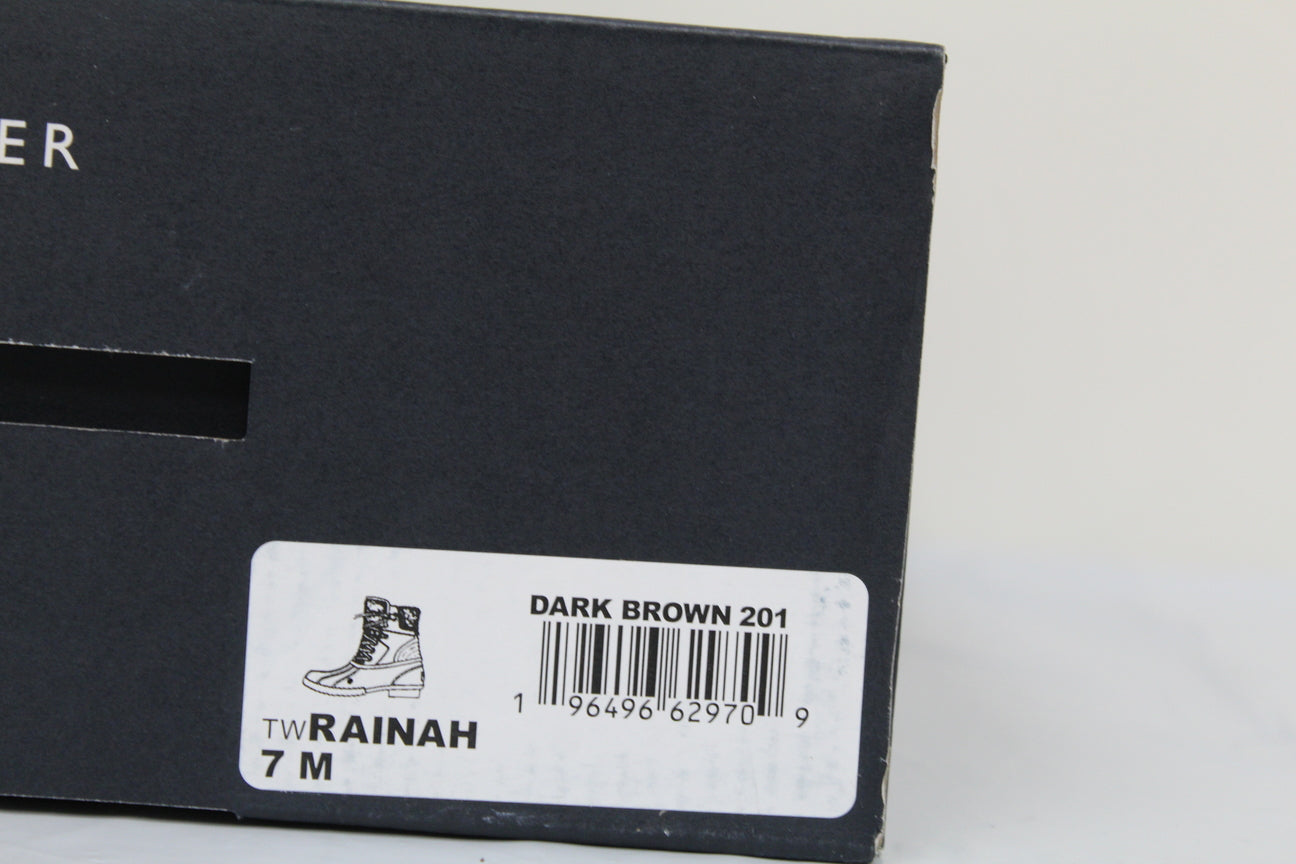 ER
DARK BROWN 201
1 96496 62970 9
TWRAINAH
7 M